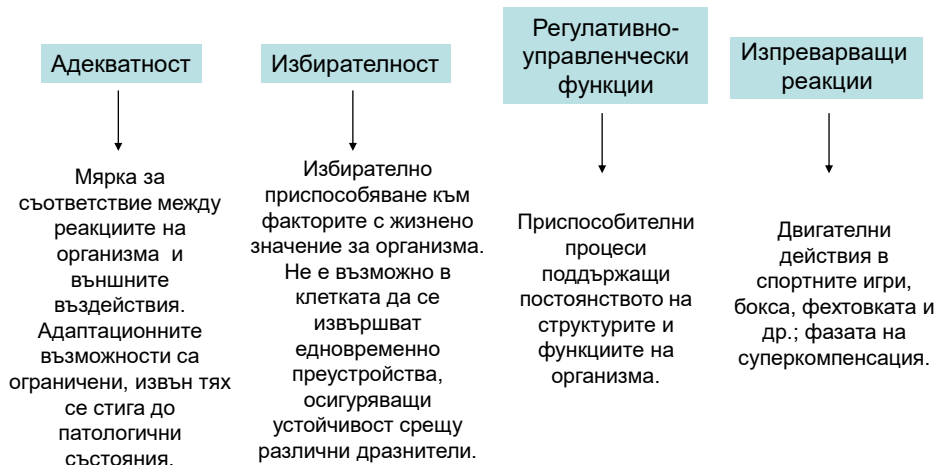 Адекватност
Мярка за
съответствие между
реакциите на
организма и
външните
въздействия.
Адаптационните
възможности са
ограничени, извън тях
се стига до
патологични
състояния.
Избирателност
Избирателно
приспособяване към
факторите с жизнено
значение за организма.
Не е възможно в
клетката да се
извършват
едновременно
преустройства,
осигуряващи
устойчивост срещу
различни дразнители.
Регулативно-
управленчески
функции
Приспособителни
процеси
поддържащи
постоянството на
структурите и
функциите на
организма.
Изпреварващи
реакции
Двигателни
действия в
спортните игри,
бокса, фехтовката и
др.; фазата на
суперкомпенсация.